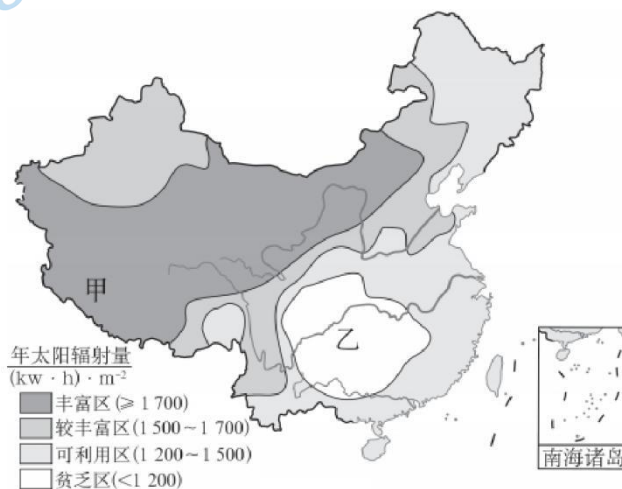 甲
乙
年太阳辐射量
(kw · h) · m⁻²
丰富区(≥1 700)
较丰富区(1 500～1 700)
可利用区(1 200～1 500)
贫乏区(<1 200)
南海诸岛